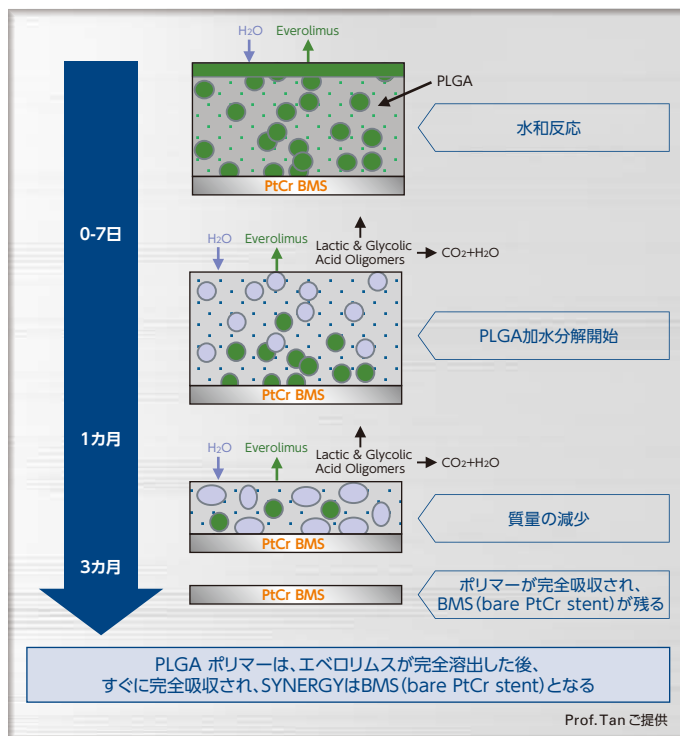 H2O Everolimus
PLGA
水和反応
PtCr BMS
0-7日
H2O Everolimus Lactic & Glycolic
Acid Oligomers CO2+H2O
PLGA加水分解開始
PtCr BMS
1カ月
H2O Everolimus Lactic & Glycolic
Acid Oligomers CO2+H2O
質量の減少
PtCr BMS
3カ月
PtCr BMS
ポリマーが完全吸収され、
BMS(bare PtCr stent)が残る
PLGA ポリマーは、エベロリムスが完全溶出した後、
すぐに完全吸収され、SYNERGYはBMS(bare PtCr stent)となる
Prof.Tan ご提供